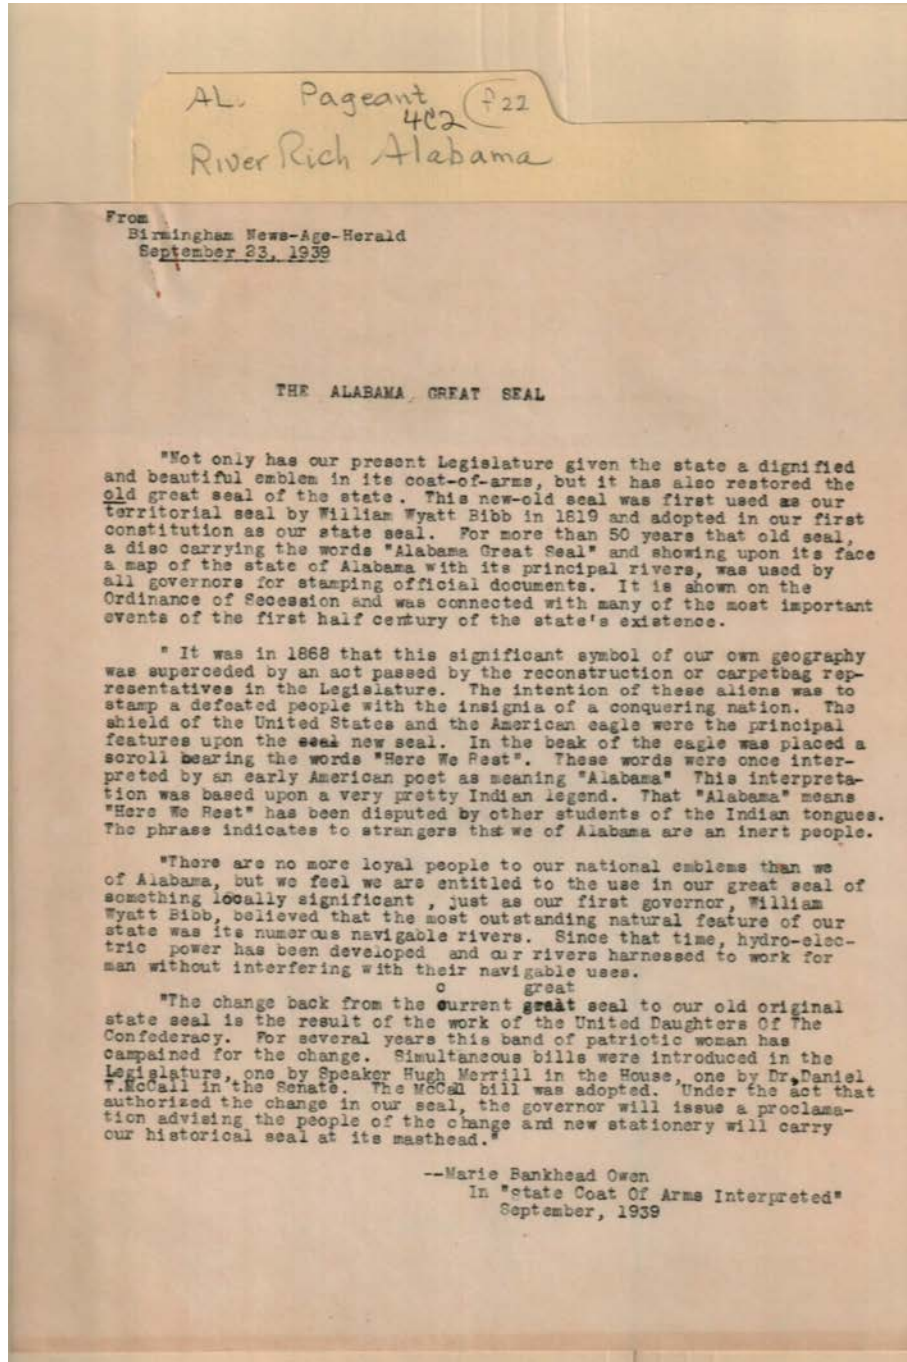 AL. Pageant f22
4C2
River Rich Alabama
From
Birmingham News-Age-Herald
September 23, 1939
THE ALABAMA GREAT SEAL
"Not only has our present Legislature given the state a dignified
and beautiful emblem in its coat-of-arms, but it has also restored the
old great seal of the state. This new-old seal was first used as our
territorial seal by William Wyatt Bibb in 1819 and adopted in our first
constitution as our state seal. For more than 50 years that old seal,
a disc carrying the words "Alabama Great Seal" and showing upon its face
a map of the state of Alabama with its principal rivers, was used by
all governors for stamping official documents. It is shown on the
Ordinance of Secession and was connected with many of the most important
events of the first half century of the state's existence.
" It was in 1868 that this significant symbol of our own geography
was superceded by an act passed by the reconstruction or carpetbag rep-
resentatives in the Legislature. The intention of these aliens was to
stamp a defeated people with the insignia of a conquering nation. The
shield of the United States and the American eagle were the principal
features upon the seal new seal. In the beak of the eagle was placed a
scroll bearing the words "Here We Rest". These words were once inter-
preted by an early American poet as meaning "Alabama" This interpreta-
tion was based upon a very pretty Indian legend. That "Alabama" means
"Here We Rest" has been disputed by other students of the Indian tongues.
The phrase indicates to strangers that we of Alabama are an inert people.
"There are no more loyal people to our national emblems than we
of Alabama, but we feel we are entitled to the use in our great seal of
something locally significant , just as our first governor, William
Wyatt Bibb, believed that the most outstanding natural feature of our
state was its numerous navigable rivers. Since that time, hydro-elec-
tric power has been developed and our rivers harnessed to work for
man without interfering with their navigable uses.
c great
"The change back from the current graat seal to our old original
state seal is the result of the work of the United Daughters Of The
Confederacy. For several years this band of patriotic woman has
campained for the change. Simultaneous bills were introduced in the
Legislature, one by Speaker Hugh Merrill in the House, one by Dr. Daniel
T.McCall in the Senate. The McCall bill was adopted. Under the act that
authorized the change in our seal, the governor will issue a proclama-
tion advising the people of the change and new stationery will carry
our historical seal at its masthead."
--Marie Bankhead Owen
In "State Coat Of Arms Interpreted"
September, 1939